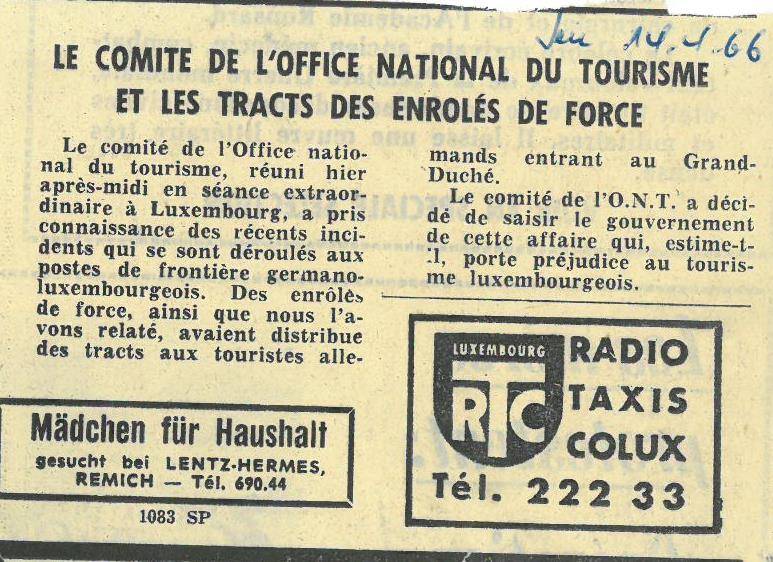 14.4.66
LE COMITE DE L'OFFICE NATIONAL DU TOURISME
ET LES TRACTS DES ENROLÉS DE FORCE
Le comité de l'Office natio-
nal du tourisme, réuni hier
après-midi en séance extraor-
dinaire à Luxembourg, a pris
connaissance des récents inci-
dents qui se sont déroulés aux
postes de frontière germano-
luxembourgeois. Des enrôlés
de force, ainsi que nous l'a-
vons relaté, avaient distribue
des tracts aux touristes alle-
mands entrant au Grand-
Duché.
Le comité de l'O.N.T. a déci-
dé de saisir le gouvernement
de cette affaire qui, estime-t-
-il, porte préjudice au touris-
me luxembourgeois.
Mädchen für Haushalt
gesucht bei LENTZ-HERMES,
REMICH — Tél. 690.44
1083 SP
LUXEMBOURG
RTC
RADIO
TAXIS
COLUX
Tél. 222 33